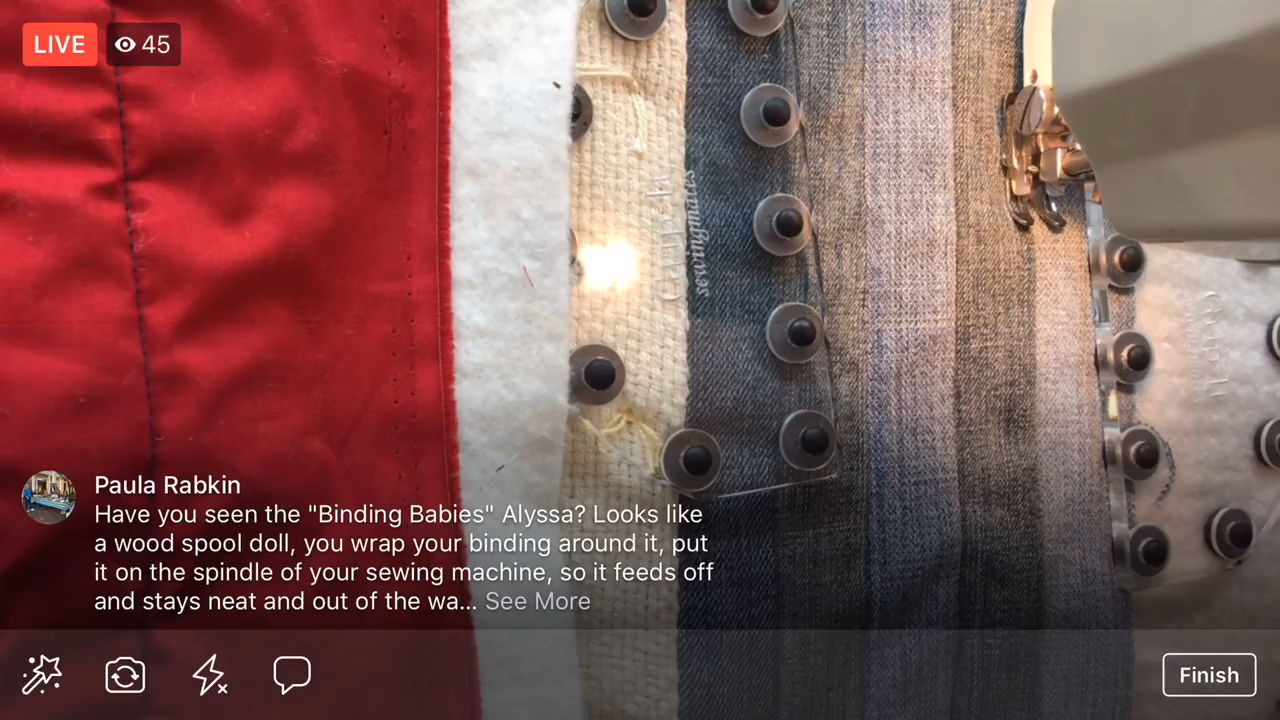 LIVE
45
sewingmates
Paula Rabkin
Have you seen the "Binding Babies" Alyssa? Looks like
a wood spool doll, you wrap your binding around it, put
it on the spindle of your sewing machine, so it feeds off
and stays neat and out of the wa... See More
Finish